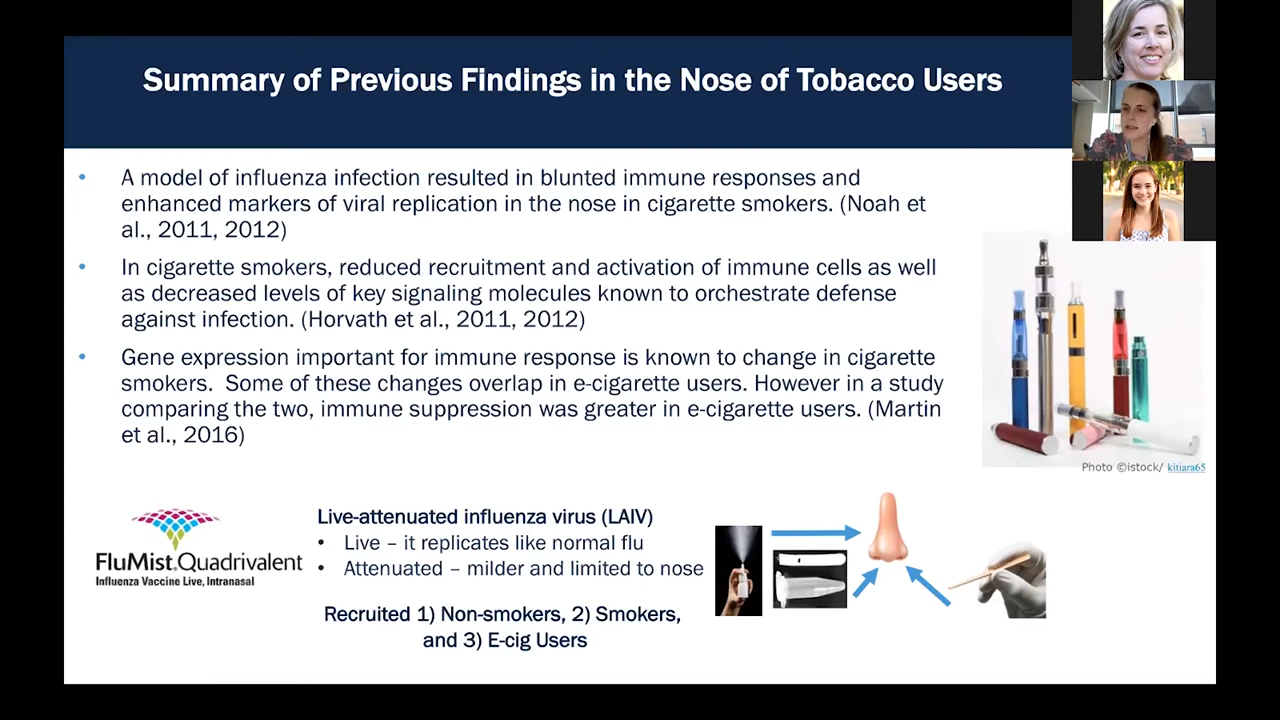 Summary of Previous Findings in the Nose of Tobacco Users
• A model of influenza infection resulted in blunted immune responses and
enhanced markers of viral replication in the nose in cigarette smokers. (Noah et
al., 2011, 2012)
• In cigarette smokers, reduced recruitment and activation of immune cells as well
as decreased levels of key signaling molecules known to orchestrate defense
against infection. (Horvath et al., 2011, 2012)
• Gene expression important for immune response is known to change in cigarette
smokers.  Some of these changes overlap in e-cigarette users. However in a study
comparing the two, immune suppression was greater in e-cigarette users. (Martin
et al., 2016)
Photo ©istock/ kitiara65
FluMist Quadrivalent
Influenza Vaccine Live, Intranasal
Live-attenuated influenza virus (LAIV)
• Live – it replicates like normal flu
• Attenuated – milder and limited to nose
Recruited 1) Non-smokers, 2) Smokers,
and 3) E-cig Users